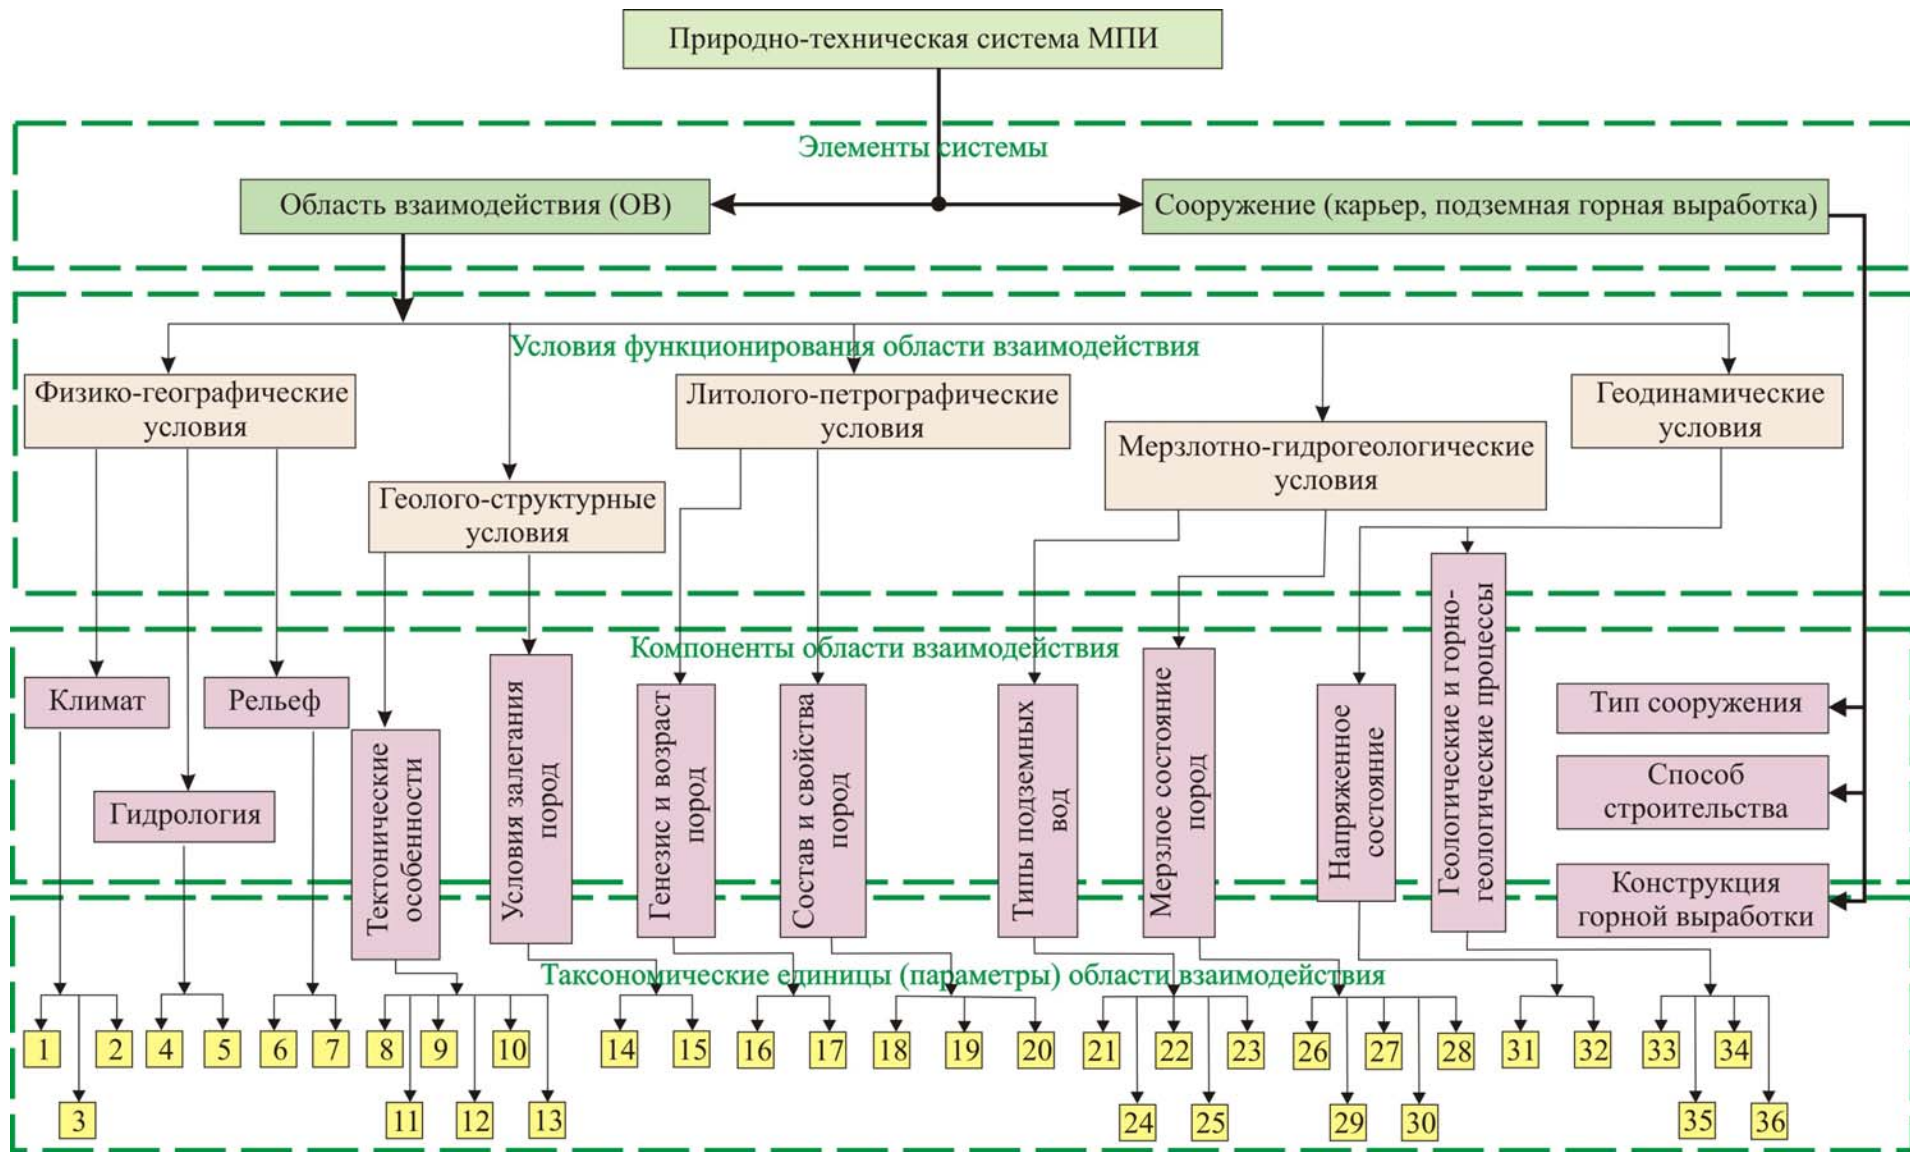 Природно-техническая система МПИ
Элементы системы
Область взаимодействия (ОВ)
Сооружение (карьер, подземная горная выработка)
Условия функционирования области взаимодействия
Физико-географические
условия
Литолого-петрографические
условия
Геодинамические
условия
Мерзлотно-гидрогеологические
условия
Геолого-структурные
условия
Компоненты области взаимодействия
Климат
Рельеф
Гидрология
Тектонические
особенности
Условия залегания
пород
Генезис и возраст
пород
Состав и свойства
пород
Типы подземных
вод
Мерзлое состояние
пород
Напряженное
состояние
Геологические и горно-
геологические процессы
Тип сооружения
Способ
строительства
Конструкция
горной выработки
Таксономические единицы (параметры) области взаимодействия
1 2 4 5 6 7 8 9 10 14 15 16 17 18 19 20 21 22 23 26 27 28 31 32 33 34
3 11 12 13 24 25 29 30 35 36